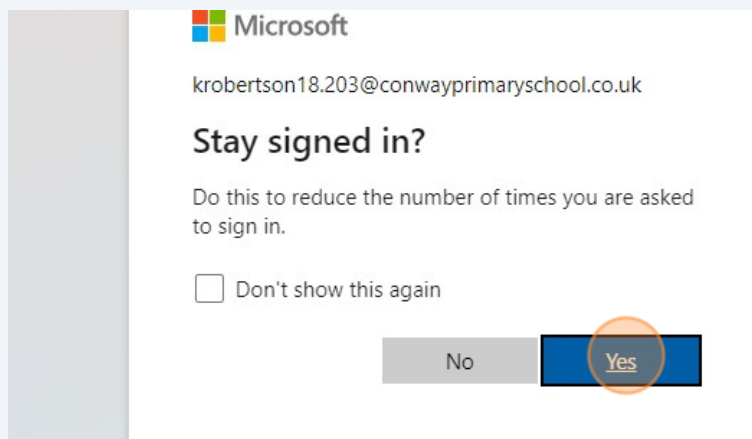 Microsoft
krobertson18.203@conwayprimaryschool.co.uk
Stay signed in?
Do this to reduce the number of times you are asked
to sign in.
Don't show this again
No
Yes